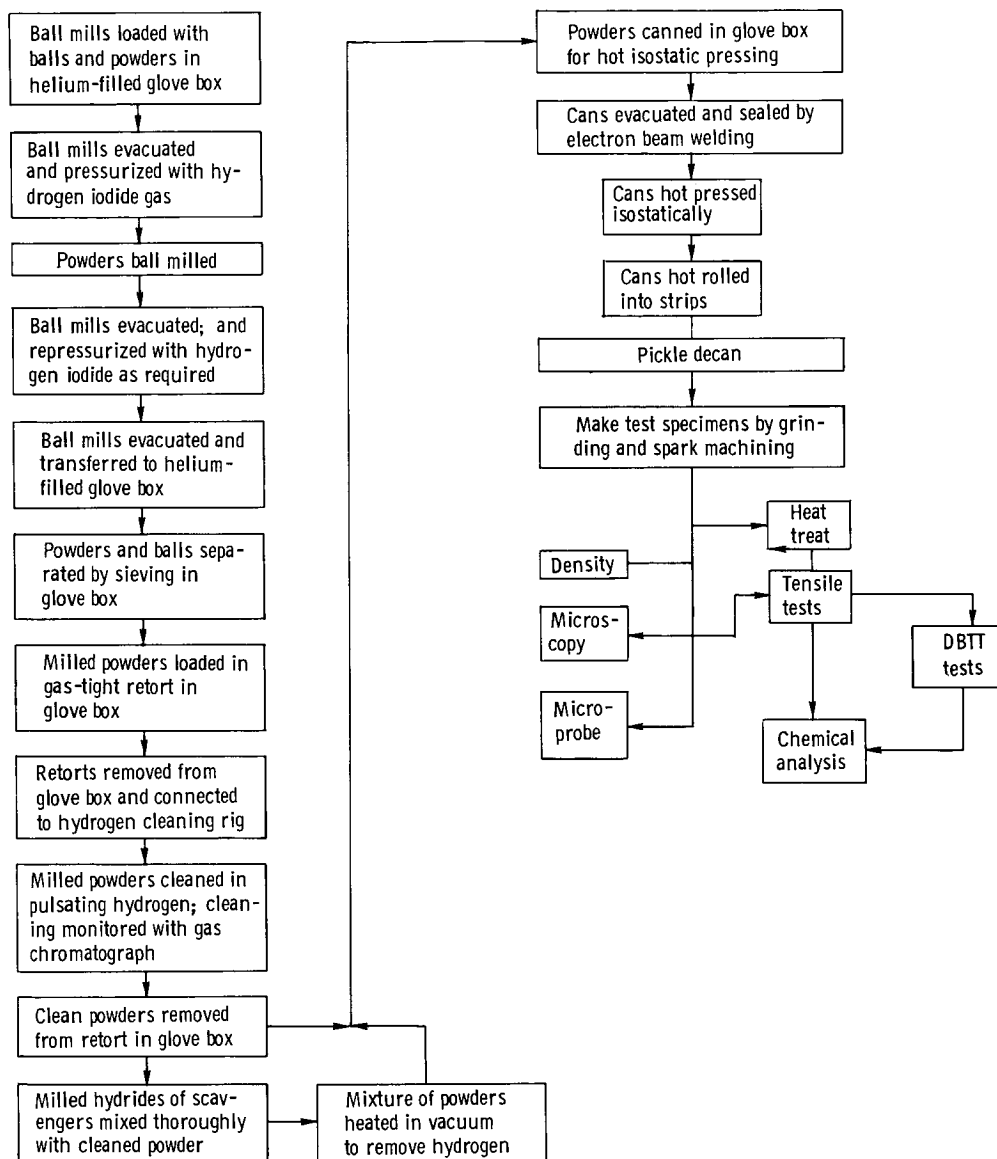 Ball mills loaded with
balls and powders in
helium-filled glove box
Ball mills evacuated
and pressurized with hy-
drogen iodide gas
Powders ball milled
Ball mills evacuated; and
repressurized with hydro-
gen iodide as required
Ball mills evacuated and
transferred to helium-
filled glove box
Powders and balls sepa-
rated by sieving in
glove box
Milled powders loaded in
gas-tight retort in
glove box
Retorts removed from
glove box and connected
to hydrogen cleaning rig
Milled powders cleaned in
pulsating hydrogen; clean-
ing monitored with gas
chromatograph
Clean powders removed
from retort in glove box
Milled hydrides of scav-
engers mixed thoroughly
with cleaned powder
Mixture of powders
heated in vacuum
to remove hydrogen
Powders canned in glove box
for hot isostatic pressing
Cans evacuated and sealed by
electron beam welding
Cans hot pressed
isostatically
Cans hot rolled
into strips
Pickle decan
Make test specimens by grin-
ding and spark machining
Heat
treat
Density
Tensile
tests
Micros-
copy
DBTT
tests
Micro-
probe
Chemical
analysis